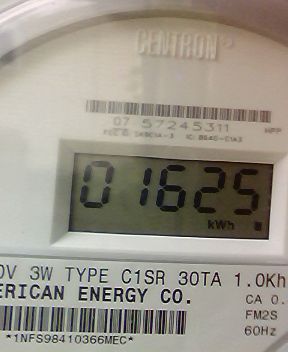 CENTRON®
07 57245311
HPP
01625
kWh
0V 3W TYPE C1SR 30TA 1.0Kh
ERICAN ENERGY CO.
CA 0.
FM2S
60Hz
*1NFS98410366MEC*